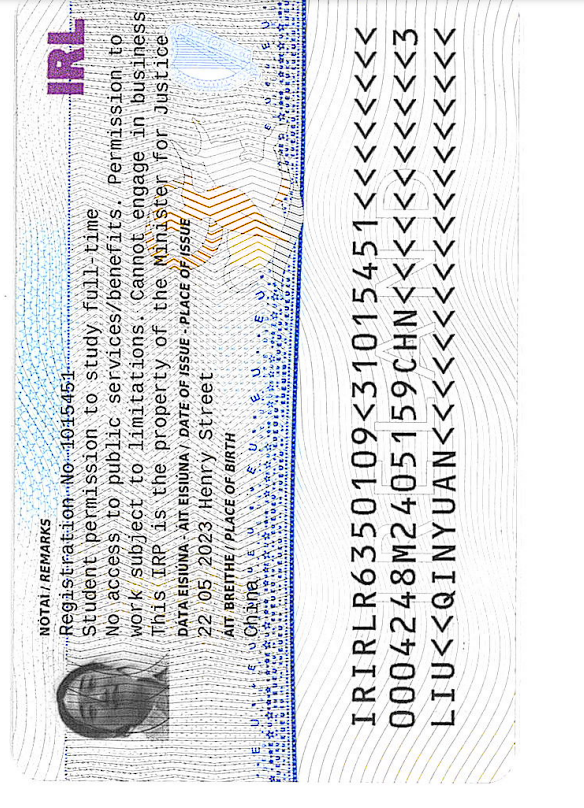 IRL
NÓTAÍ / REMARKS
Registration No 1015451
Student permission to study full-time
No access to public services/benefits. Permission to
work subject to limitations. Cannot engage in business
This IRP is the property of the Minister for Justice
DÁTA EISIÚNA - ÁIT EISIÚNA / DATE OF ISSUE - PLACE OF ISSUE
22 05 2023 Henry Street
ÁIT BREITHE / PLACE OF BIRTH
China
IRELAND
IRIRLR6350109<31015451<<<<<<<<
0004248M2405159CHN<<<<<<<<<<<3
LIU<<QINYUAN<<<<<<<<<<<<<<<<<<